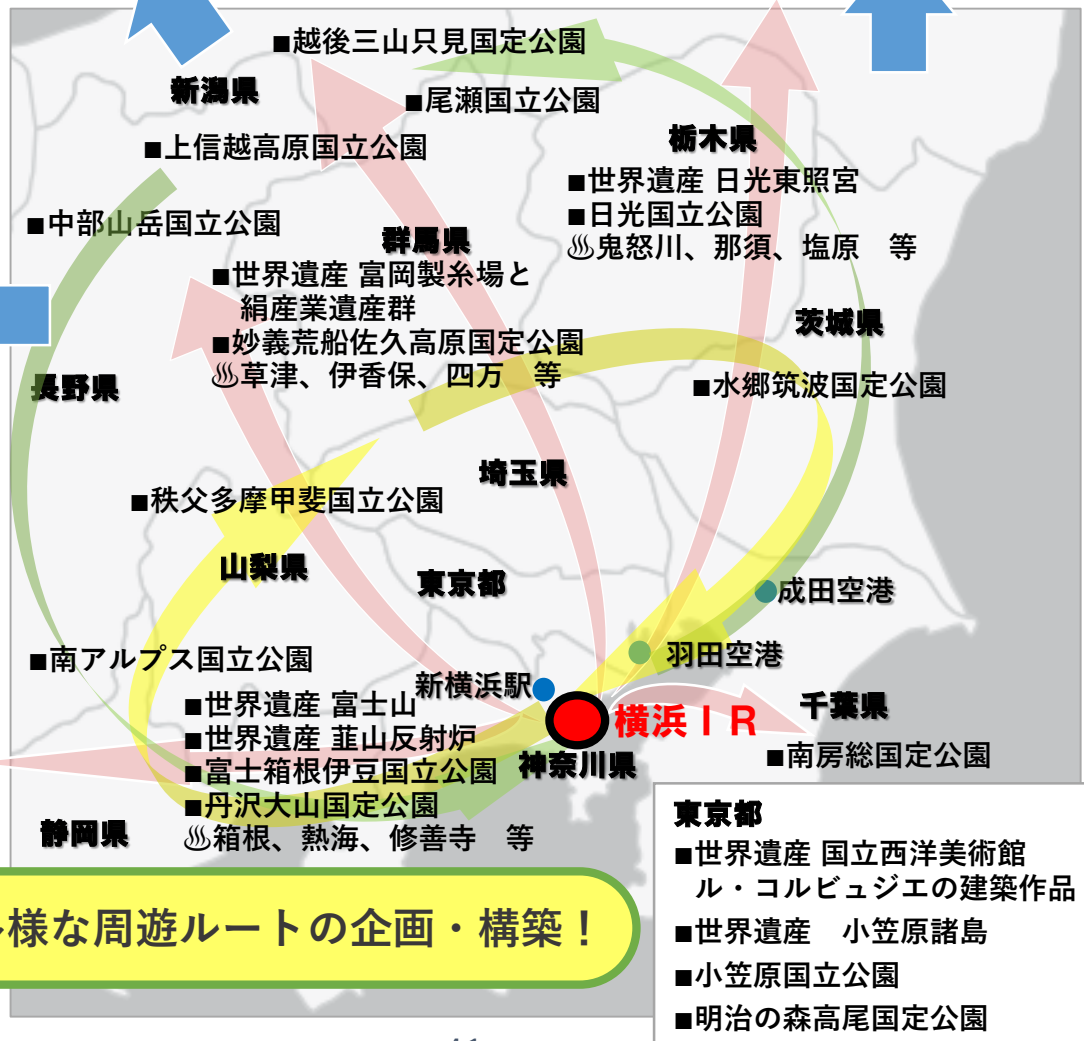 ■越後三山只見国定公園
新潟県
■尾瀬国立公園
■上信越高原国立公園
栃木県
■世界遺産 日光東照宮
■日光国立公園
♨鬼怒川、那須、塩原　等
■中部山岳国立公園
群馬県
■世界遺産 富岡製糸場と
絹産業遺産群
■妙義荒船佐久高原国定公園
♨草津、伊香保、四万　等
茨城県
■水郷筑波国定公園
長野県
埼玉県
■秩父多摩甲斐国立公園
山梨県
東京都
成田空港
羽田空港
■南アルプス国立公園
新横浜駅
横浜ＩＲ
千葉県
■南房総国定公園
■世界遺産 富士山
■世界遺産 韮山反射炉
■富士箱根伊豆国立公園
■丹沢大山国定公園
♨箱根、熱海、修善寺　等
神奈川県
静岡県
様な周遊ルートの企画・構築！
東京都
■世界遺産 国立西洋美術館
ル・コルビュジエの建築作品
■世界遺産　小笠原諸島
■小笠原国立公園
■明治の森高尾国定公園